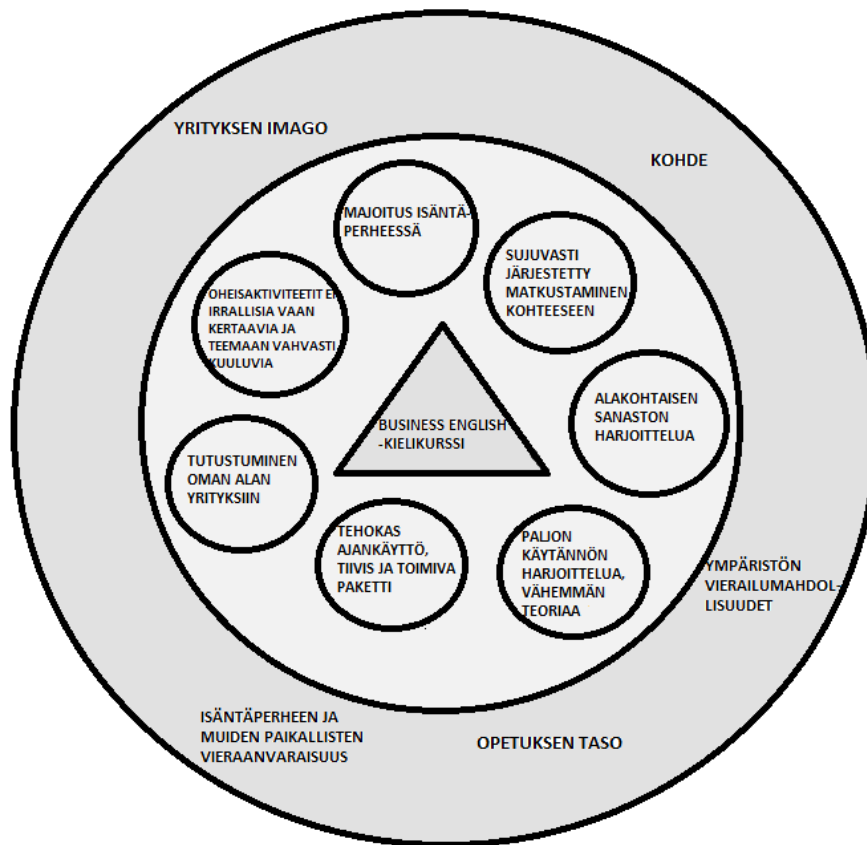 YRITYKSEN IMAGO
KOHDE
MAJOITUS ISÄNTÄ-
PERHEESSÄ
SUJUVASTI
JÄRJESTETTY
MATKUSTAMINEN
KOHTEESEEN
OHEISAKTIVITEETIT EI
IRRALLISIA VAAN
KERTAAVIA JA
TEEMAAN VAHVASTI
KUULUVIA
ALAKOHTAISEN
SANASTON
HARJOITTELUA
BUSINESS ENGLISH
-KIELIKURSSI
TUTUSTUMINEN
OMAN ALAN
YRITYKSIIN
TEHOKAS
AJANKÄYTTÖ,
TIIVIS JA TOIMIVA
PAKETTI
PALJON
KÄYTÄNNÖN
HARJOITTELUA,
VÄHEMMÄN
TEORIAA
YMPÄRISTÖN
VIERAILUMAHDOL-
LISUUDET
ISÄNTÄPERHEEN JA
MUIDEN PAIKALLISTEN
VIERAANVARAISUUS
OPETUKSEN TASO